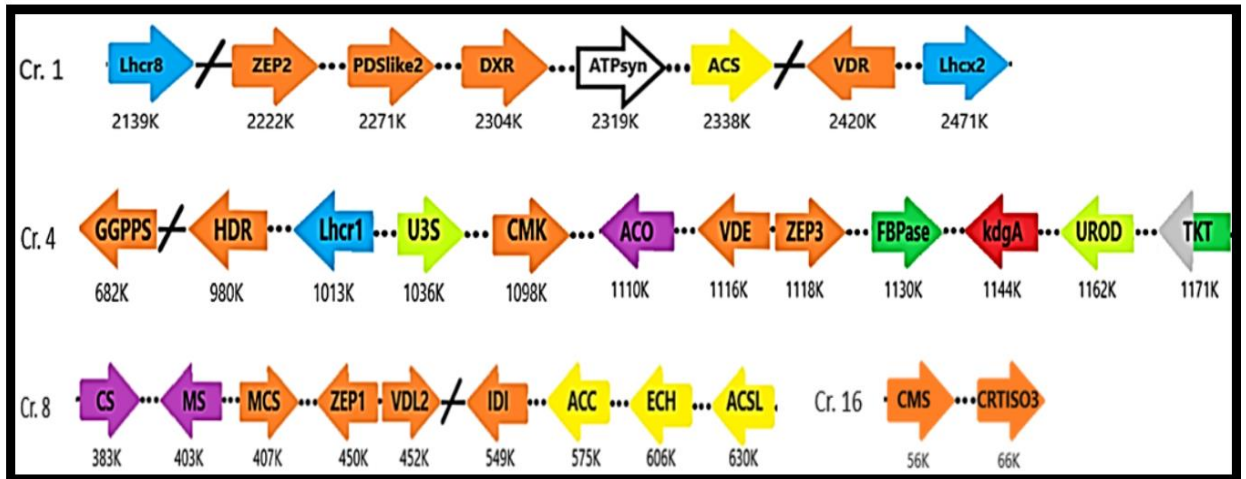 Cr. 1 Lhcr8 ZEP2 PDSlike2 DXR ATPsyn ACS VDR Lhcx2
2139K 2222K 2271K 2304K 2319K 2338K 2420K 2471K
Cr. 4 GGPPS HDR Lhcr1 U3S CMK ACO VDE ZEP3 FBPase kdgA UROD TKT
682K 980K 1013K 1036K 1098K 1110K 1116K 1118K 1130K 1144K 1162K 1171K
Cr. 8 CS MS MCS ZEP1 VDL2 IDI ACC ECH ACSL Cr. 16 CMS CRTISO3
383K 403K 407K 450K 452K 549K 575K 606K 630K 56K 66K